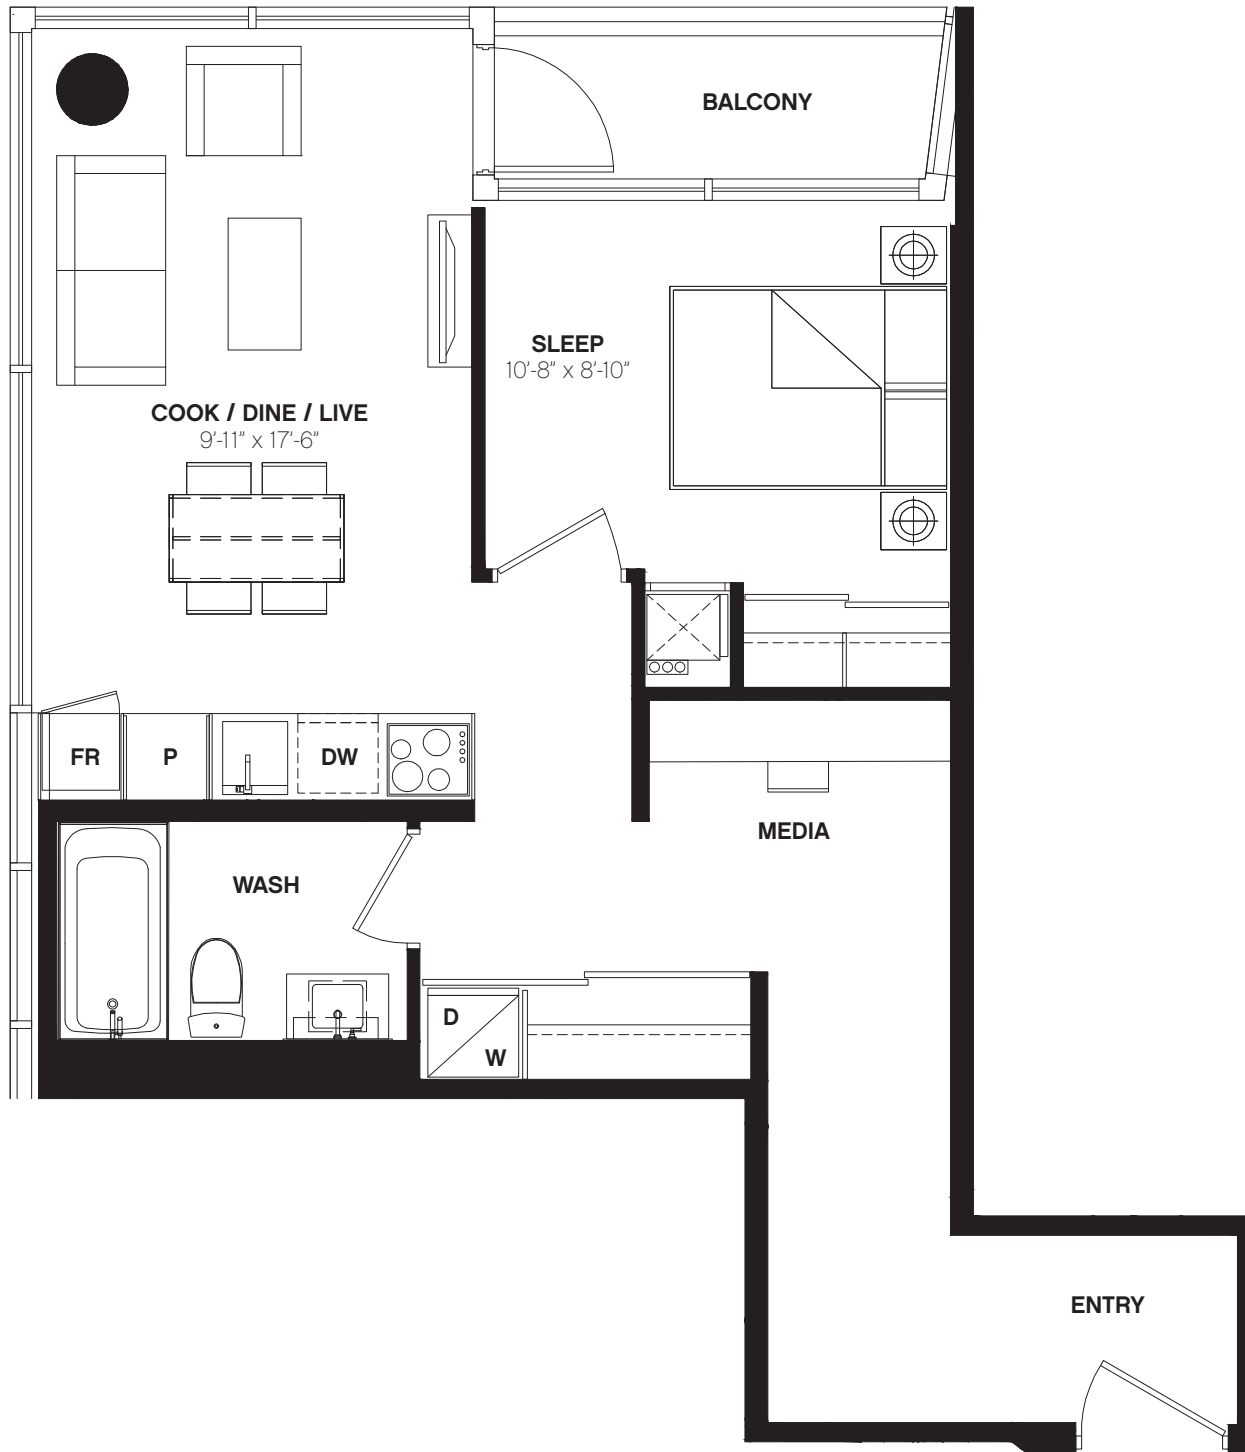 BALCONY
SLEEP
10'-8" x 8'-10"
COOK / DINE / LIVE
9'-11" x 17'-6"
FR
P
DW
MEDIA
WASH
D
W
ENTRY